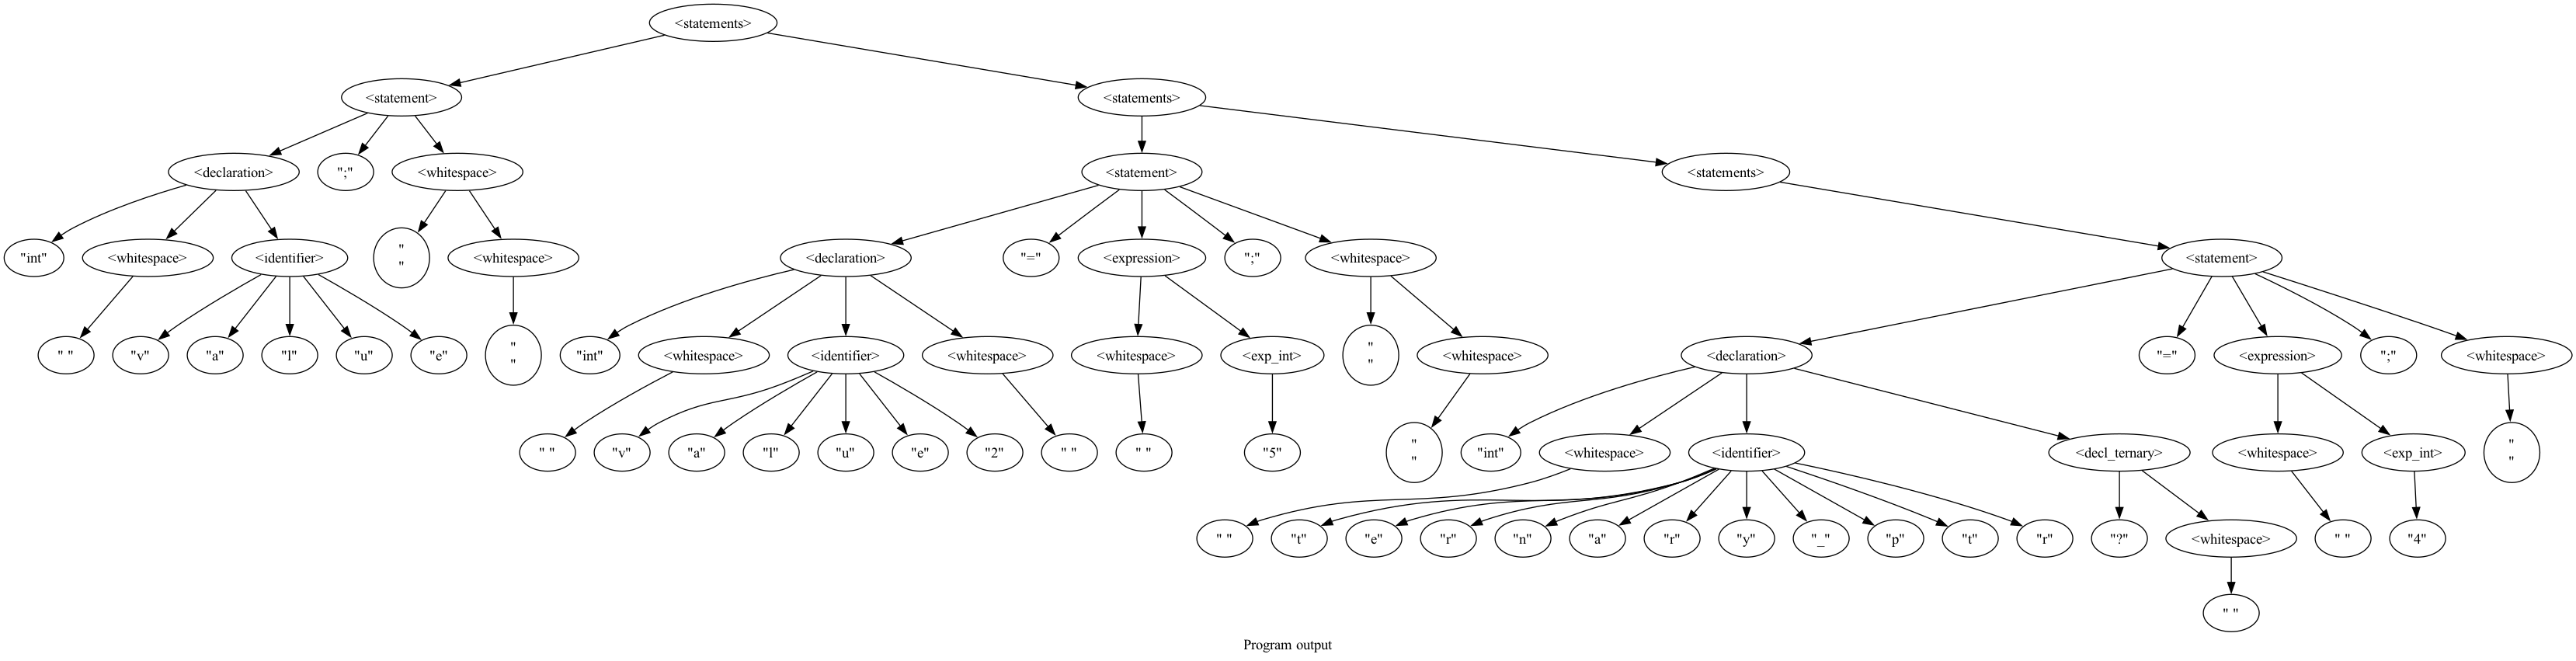 <statements>
<statement> <statements>
<declaration> ";" <whitespace> <statement> <statements>
"int" <whitespace> <identifier> "
" <whitespace> <declaration> "=" <expression> ";" <whitespace> <statement>
" " "v" "a" "l" "u" "e" "
" "int" <whitespace> <identifier> <whitespace> <whitespace> <exp_int> "
" <whitespace> <declaration> "=" <expression> ";" <whitespace>
" " "v" "a" "l" "u" "e" "2" " " " " "5" "
" "int" <whitespace> <identifier> <decl_ternary> <whitespace> <exp_int> "
"
" " "t" "e" "r" "n" "a" "r" "y" "_" "p" "t" "r" "?" <whitespace> " " "4"
" "
Program output